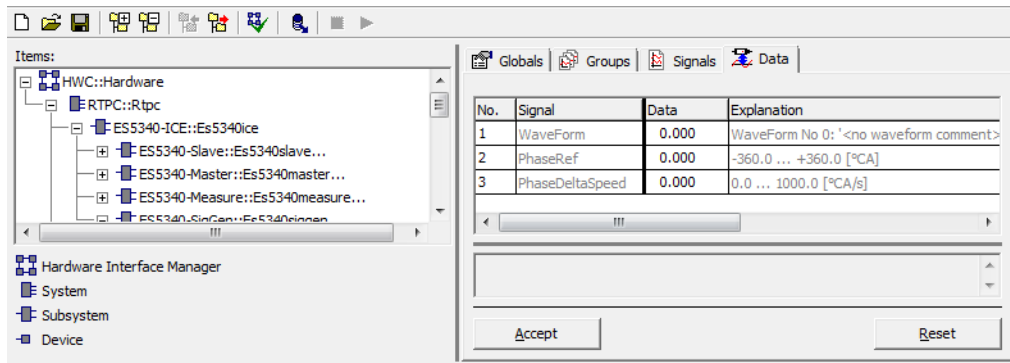 Items:
HWC::Hardware
RTPC::Rtpc
ES5340-ICE::Es5340ice
ES5340-Slave::Es5340slave...
ES5340-Master::Es5340master...
ES5340-Measure::Es5340measure...
ES5340-SigGen::Es5340siggen
Hardware Interface Manager
System
Subsystem
Device
Globals Groups Signals Data
No. Signal Data Explanation
1 WaveForm 0.000 WaveForm No 0: '<no waveform comment>
2 PhaseRef 0.000 -360.0 ... +360.0 [°CA]
3 PhaseDeltaSpeed 0.000 0.0 ... 1000.0 [°CA/s]
Accept Reset